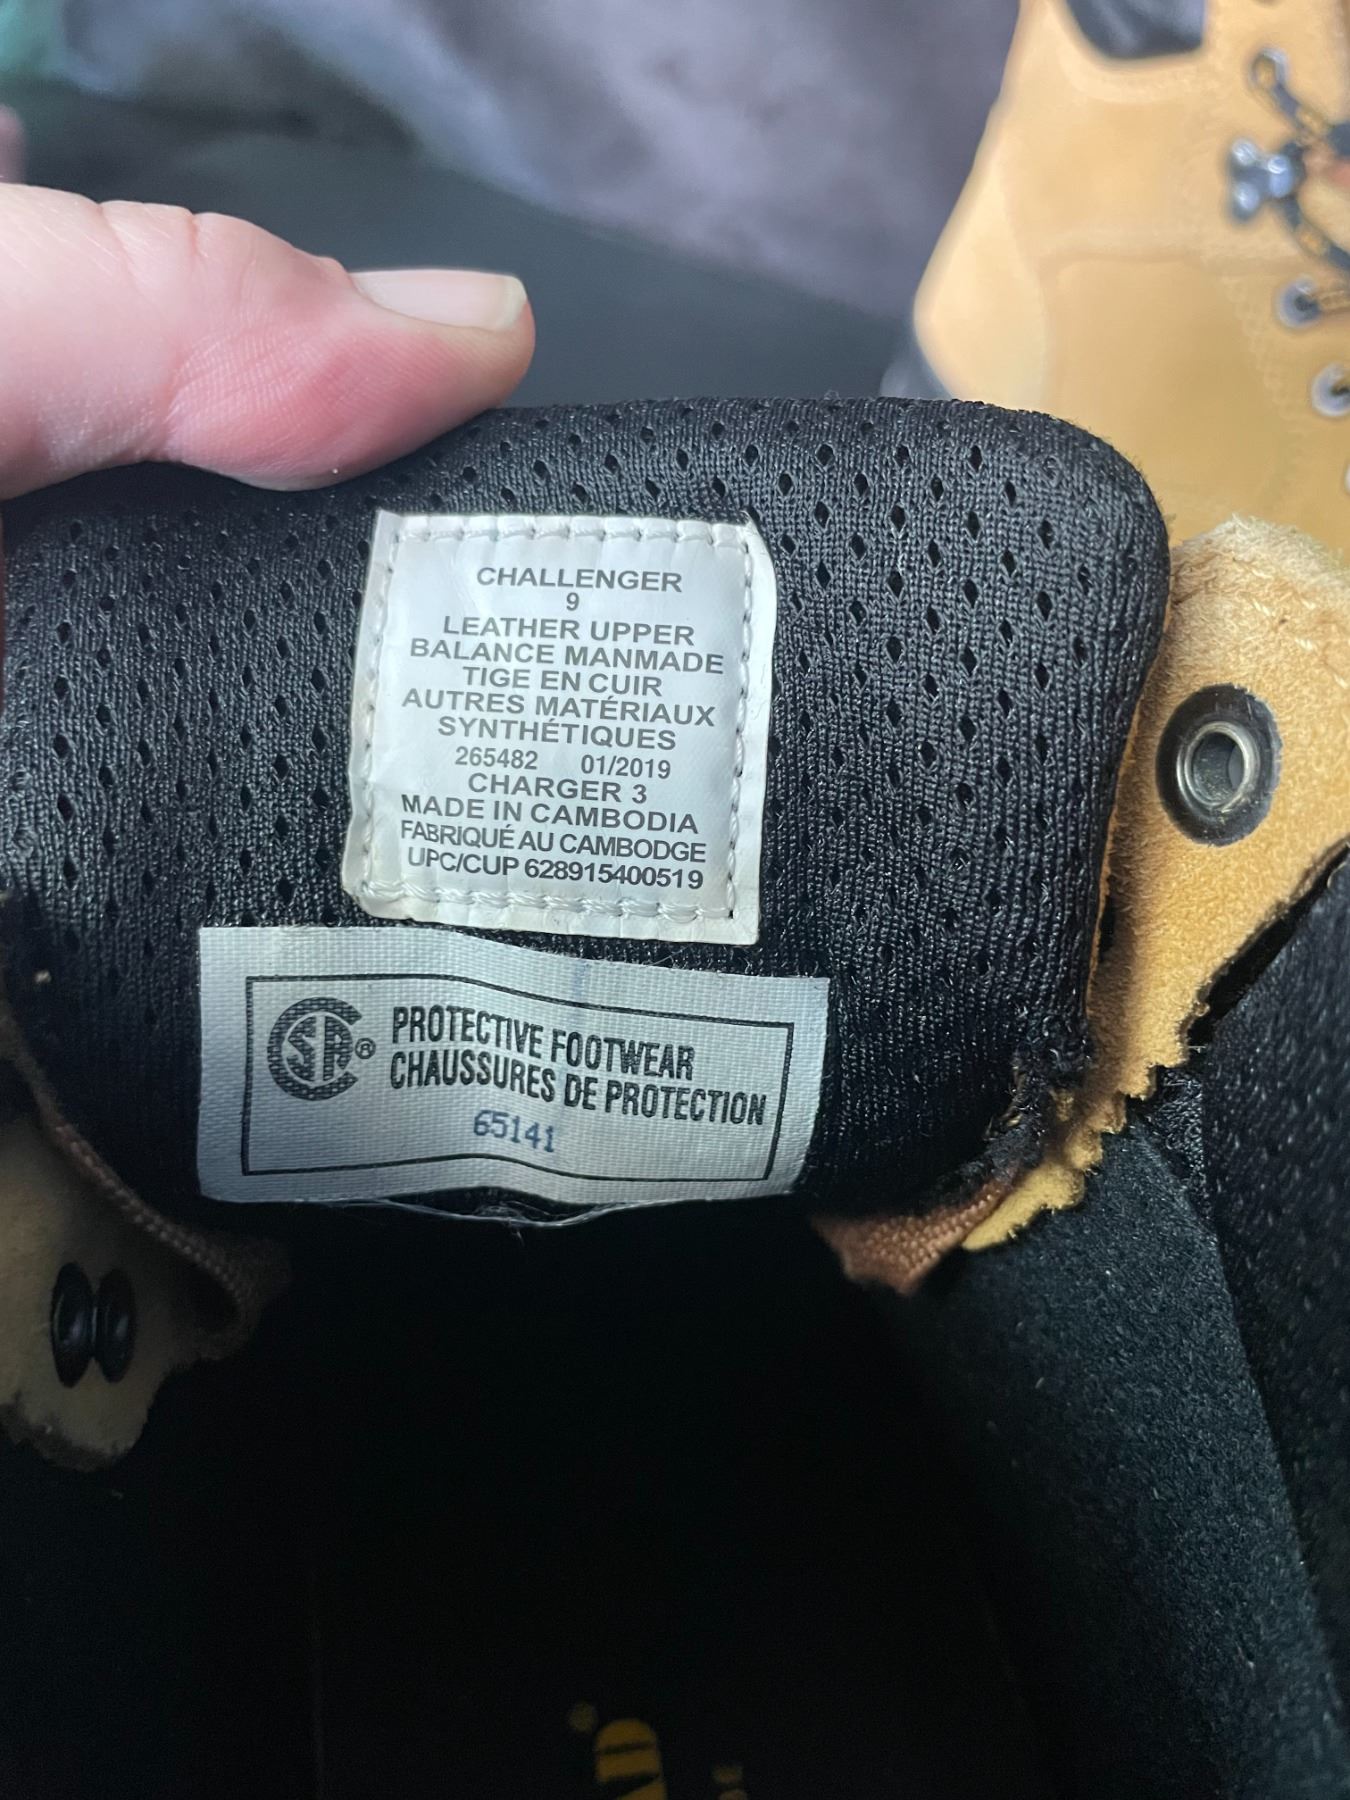 CHALLENGER
9
LEATHER UPPER
BALANCE MANMADE
TIGE EN CUIR
AUTRES MATÉRIAUX
SYNTHÉTIQUES
265482 01/2019
CHARGER 3
MADE IN CAMBODIA
FABRIQUÉ AU CAMBODGE
UPC/CUP 628915400519
CSA® PROTECTIVE FOOTWEAR
CHAUSSURES DE PROTECTION
65141